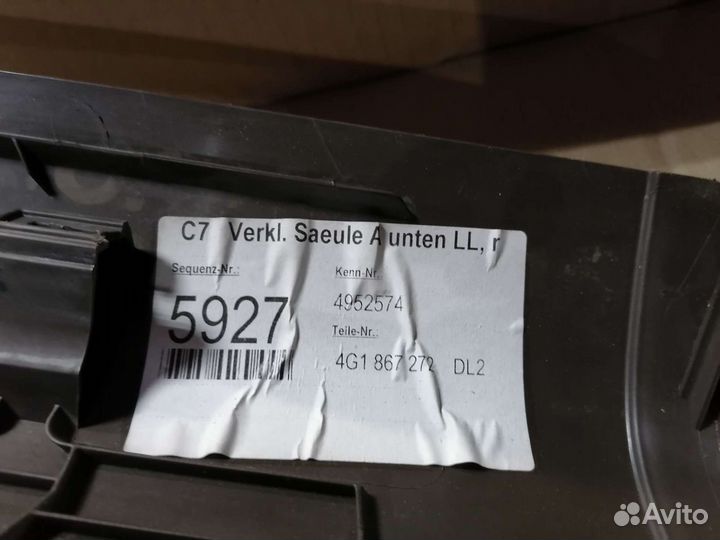 C7 Verkl. Saeule A unten LL, r
Sequenz-Nr.:
Kenn-Nr.
5927
4952574
Teile-Nr.:
4G1 867 272 DL2
Avito